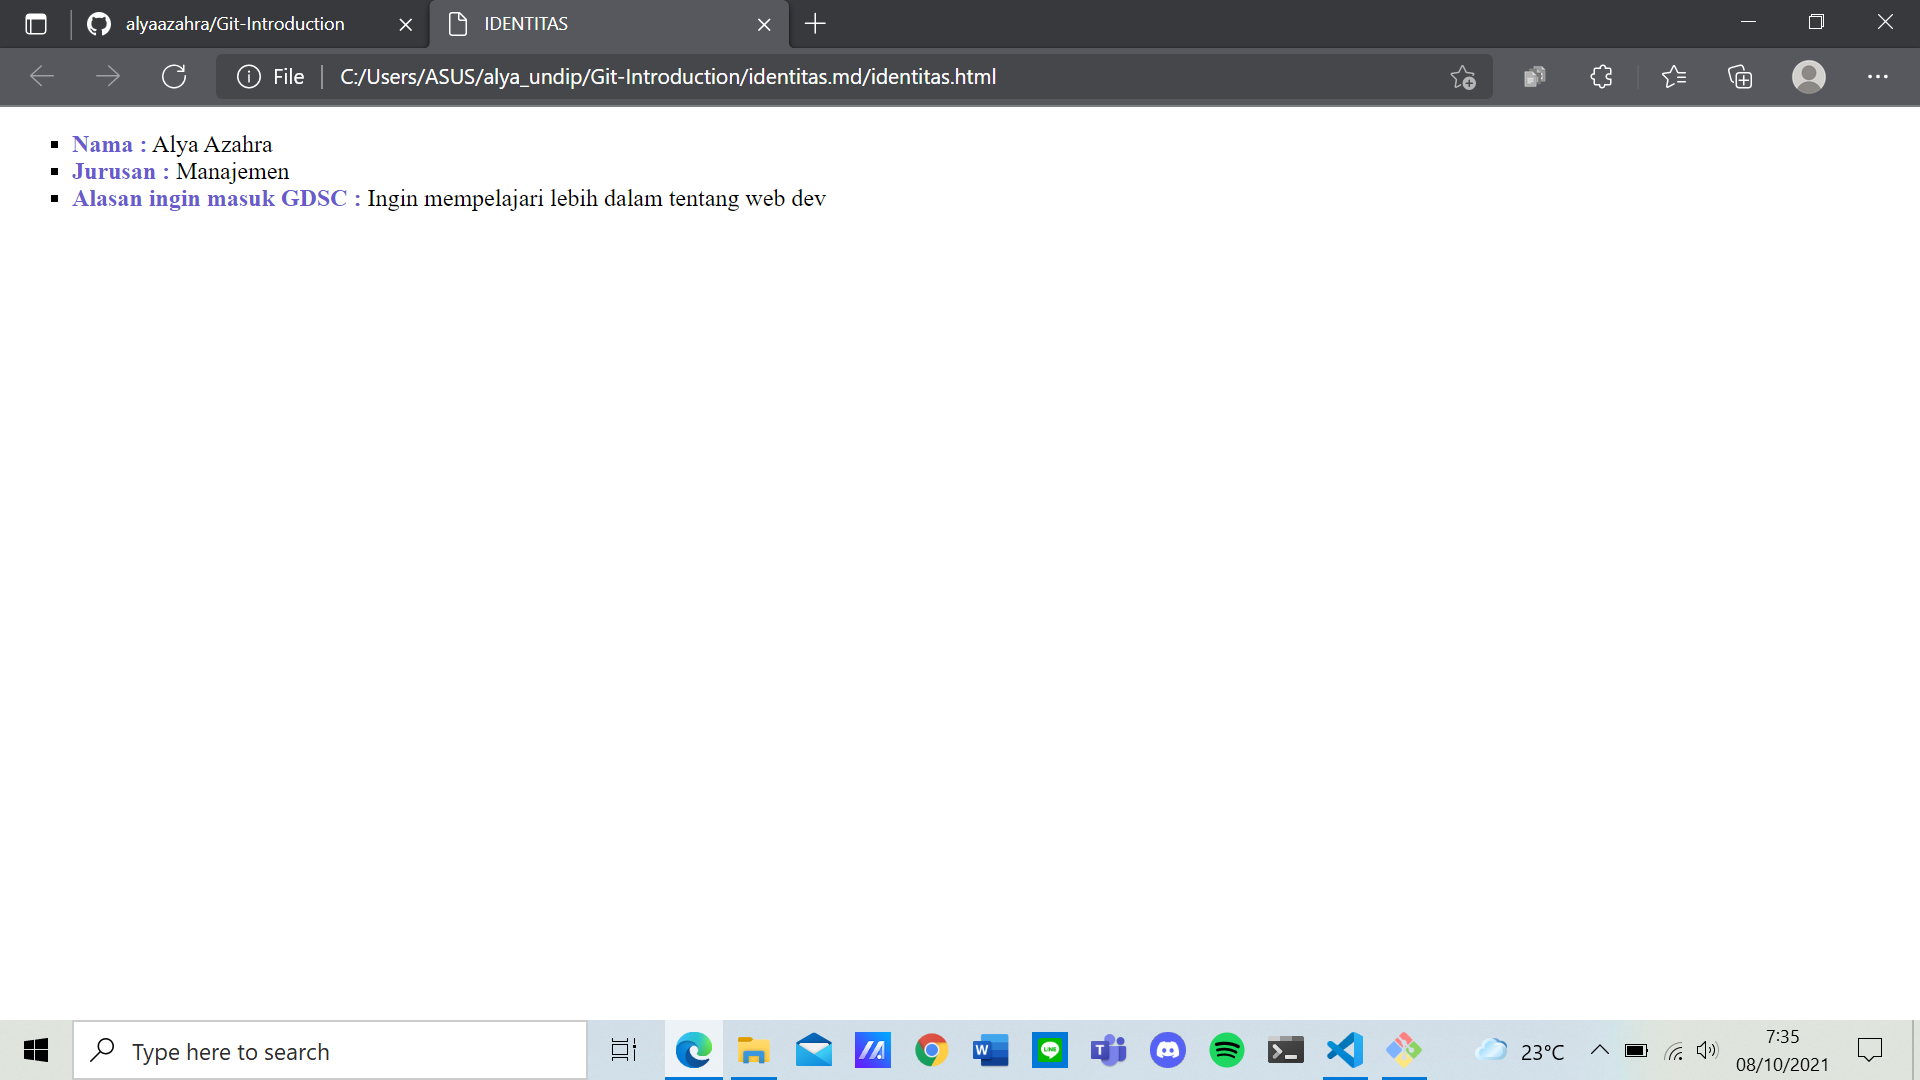 alyaazahra/Git-Introduction
IDENTITAS
File
C:/Users/ASUS/alya_undip/Git-Introduction/identitas.md/identitas.html
Nama : Alya Azahra
Jurusan : Manajemen
Alasan ingin masuk GDSC : Ingin mempelajari lebih dalam tentang web dev
Type here to search
23°C
7:35
08/10/2021